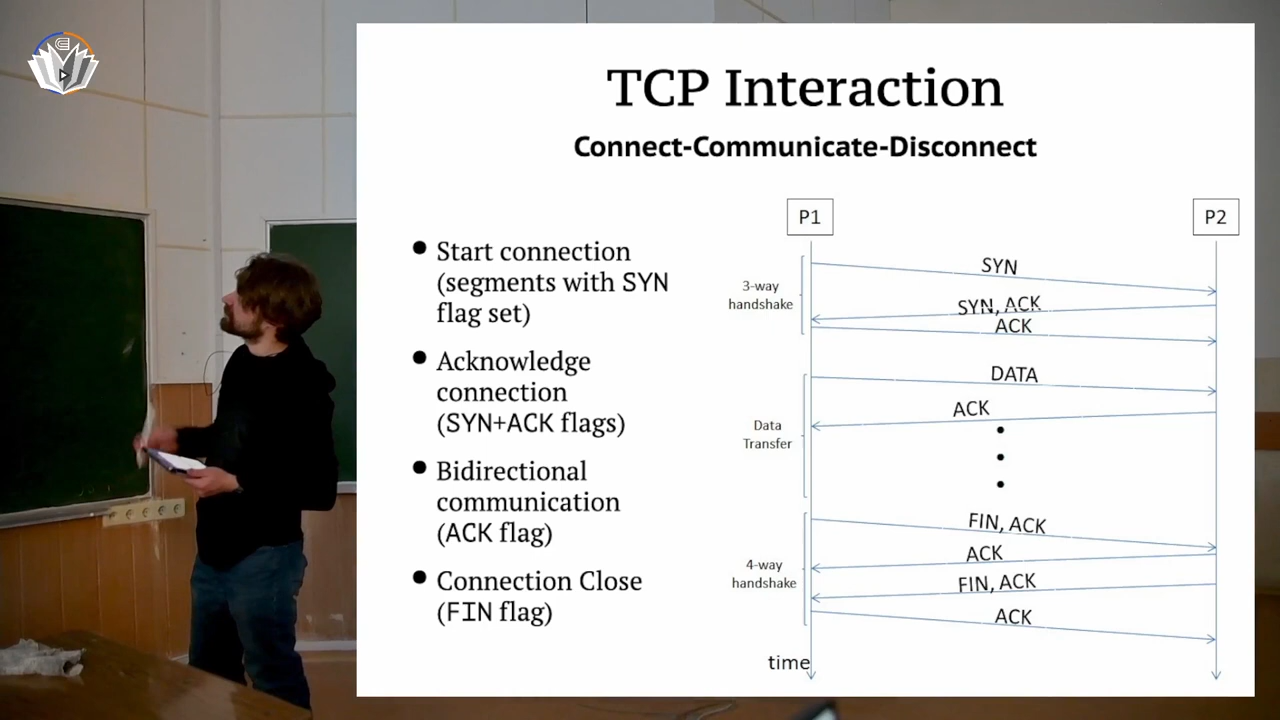 TCP Interaction
Connect-Communicate-Disconnect
• Start connection
(segments with SYN
flag set)
• Acknowledge
connection
(SYN+ACK flags)
• Bidirectional
communication
(ACK flag)
• Connection Close
(FIN flag)
P1
P2
3-way
handshake
SYN
SYN, ACK
ACK
Data
Transfer
DATA
ACK
4-way
handshake
FIN, ACK
ACK
FIN, ACK
ACK
time